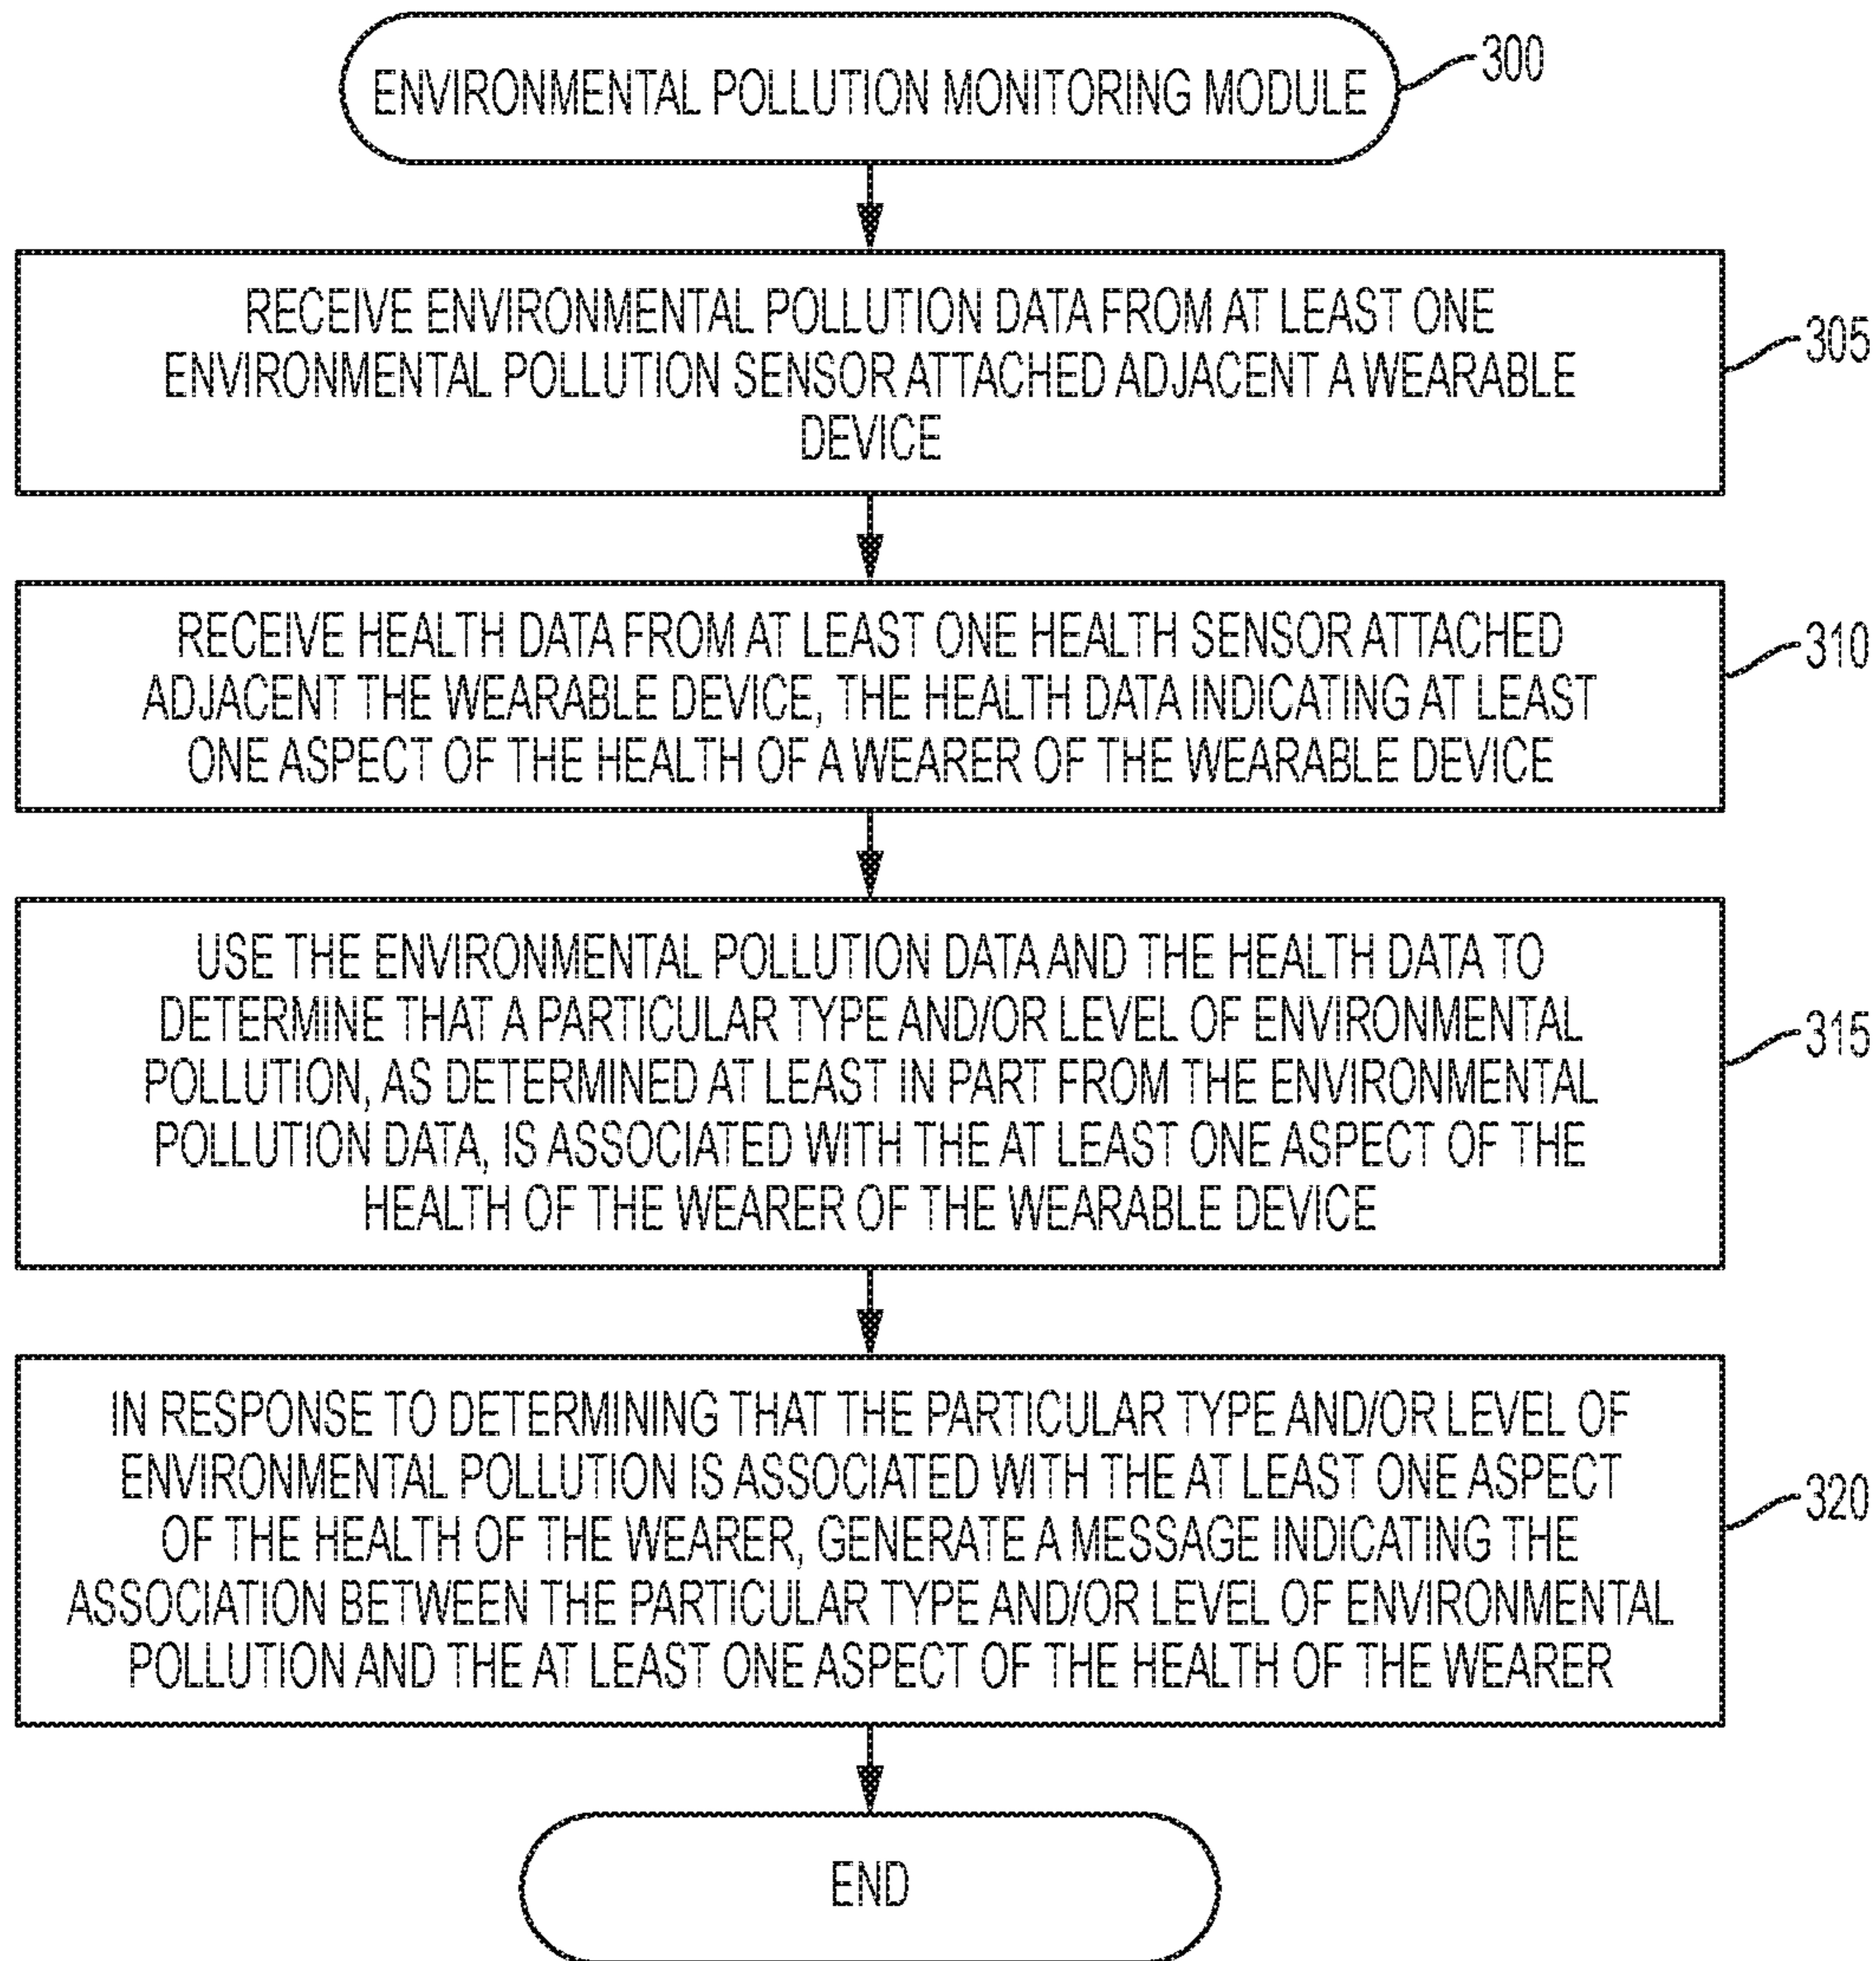 ENVIRONMENTAL POLLUTION MONITORING MODULE
300
RECEIVE ENVIRONMENTAL POLLUTION DATA FROM AT LEAST ONE
ENVIRONMENTAL POLLUTION SENSOR ATTACHED ADJACENT A WEARABLE
DEVICE
305
RECEIVE HEALTH DATA FROM AT LEAST ONE HEALTH SENSOR ATTACHED
ADJACENT THE WEARABLE DEVICE, THE HEALTH DATA INDICATING AT LEAST
ONE ASPECT OF THE HEALTH OF A WEARER OF THE WEARABLE DEVICE
310
USE THE ENVIRONMENTAL POLLUTION DATA AND THE HEALTH DATA TO
DETERMINE THAT A PARTICULAR TYPE AND/OR LEVEL OF ENVIRONMENTAL
POLLUTION, AS DETERMINED AT LEAST IN PART FROM THE ENVIRONMENTAL
POLLUTION DATA, IS ASSOCIATED WITH THE AT LEAST ONE ASPECT OF THE
HEALTH OF THE WEARER OF THE WEARABLE DEVICE
315
IN RESPONSE TO DETERMINING THAT THE PARTICULAR TYPE AND/OR LEVEL OF
ENVIRONMENTAL POLLUTION IS ASSOCIATED WITH THE AT LEAST ONE ASPECT
OF THE HEALTH OF THE WEARER, GENERATE A MESSAGE INDICATING THE
ASSOCIATION BETWEEN THE PARTICULAR TYPE AND/OR LEVEL OF ENVIRONMENTAL
POLLUTION AND THE AT LEAST ONE ASPECT OF THE HEALTH OF THE WEARER
320
END